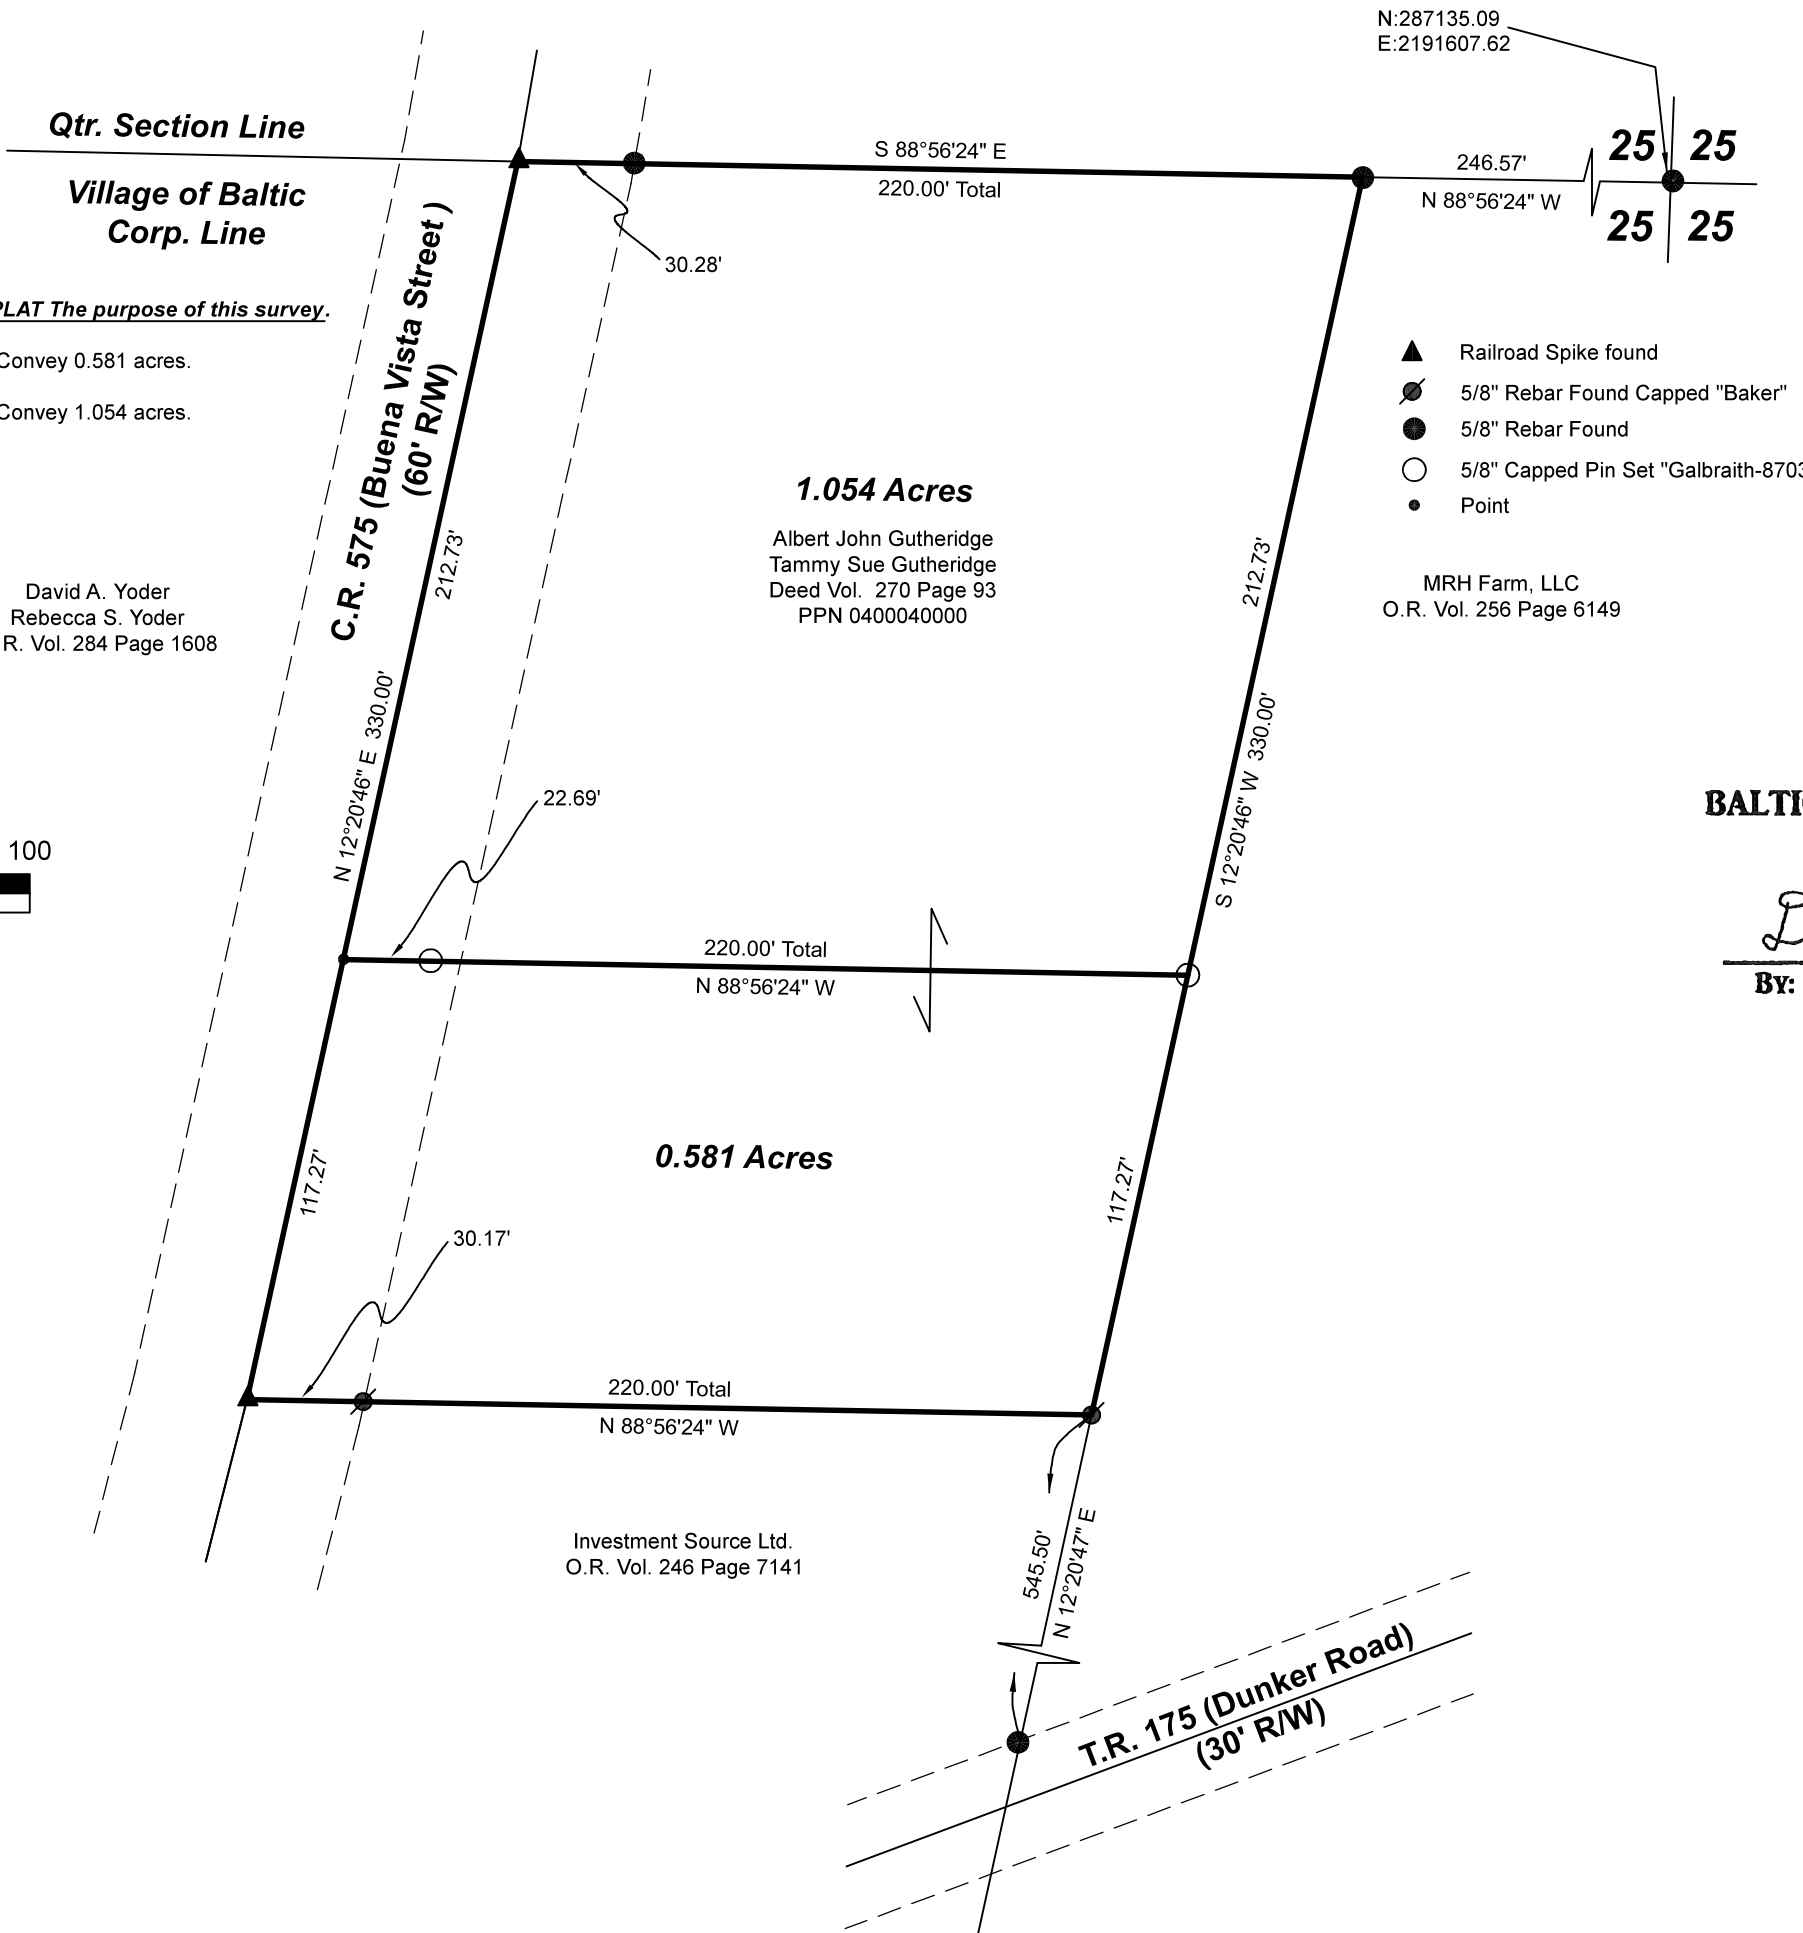 N:287135.09
E:2191607.62
Qtr. Section Line
Village of Baltic
Corp. Line
S 88°56'24" E
220.00' Total
30.28'
246.57'
N 88°56'24" W
25 25
25 25
PLAT The purpose of this survey.
Convey 0.581 acres.
Convey 1.054 acres.
C.R. 575 (Buena Vista Street )
(60' R/W)
Railroad Spike found
5/8" Rebar Found Capped "Baker"
5/8" Rebar Found
5/8" Capped Pin Set "Galbraith-8703
Point
1.054 Acres
Albert John Gutheridge
Tammy Sue Gutheridge
Deed Vol. 270 Page 93
PPN 0400040000
212.73'
212.73'
David A. Yoder
Rebecca S. Yoder
R. Vol. 284 Page 1608
MRH Farm, LLC
O.R. Vol. 256 Page 6149
N 12°20'46" E 330.00'
S 12°20'46" W 330.00'
22.69'
100
BALTI
By:
220.00' Total
N 88°56'24" W
0.581 Acres
117.27'
117.27'
30.17'
220.00' Total
N 88°56'24" W
Investment Source Ltd.
O.R. Vol. 246 Page 7141
545.50'
N 12°20'47" E
T.R. 175 (Dunker Road)
(30' R/W)